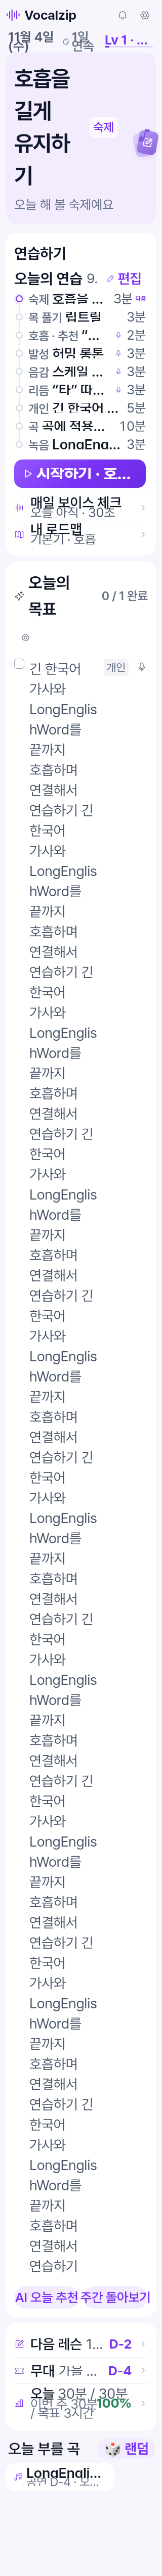 Vocalzip
11월 4일 (수)
1일 연속
Lv 1 · ...
호흡을
길게
유지하
기
숙제
오늘 해 볼 숙제예요
연습하기
오늘의 연습 9.
편집
숙제 호흡을 ... 3분 다음
목 풀기 립트릴 3분
호흡 · 추천 “... 2분
발성 허밍 톡톡 3분
음감 스케일 ... 3분
리듬 “타” 따... 3분
개인 긴 한국어 ... 5분
곡 곡에 적용... 10분
녹음 LongEng... 3분
시작하기 · 호...
매일 보이스 체크
오늘 아직 · 30초
내 로드맵
기본기 · 호흡
오늘의
목표
0 / 1 완료
긴 한국어
개인
가사와
LongEnglis
hWord를
끝까지
호흡하며
연결해서
연습하기 긴
한국어
가사와
LongEnglis
hWord를
끝까지
호흡하며
연결해서
연습하기 긴
한국어
가사와
LongEnglis
hWord를
끝까지
호흡하며
연결해서
연습하기 긴
한국어
가사와
LongEnglis
hWord를
끝까지
호흡하며
연결해서
연습하기 긴
한국어
가사와
LongEnglis
hWord를
끝까지
호흡하며
연결해서
연습하기 긴
한국어
가사와
LongEnglis
hWord를
끝까지
호흡하며
연결해서
연습하기 긴
한국어
가사와
LongEnglis
hWord를
끝까지
호흡하며
연결해서
연습하기 긴
한국어
가사와
LongEnglis
hWord를
끝까지
호흡하며
연결해서
연습하기 긴
한국어
가사와
LongEnglis
hWord를
끝까지
호흡하며
연결해서
연습하기 긴
한국어
가사와
LongEnglis
hWord를
끝까지
호흡하며
연결해서
연습하기
AI 오늘 추천 주간 돌아보기
다음 레슨 1... D-2
무대 가을 ... D-4
오늘 30분 / 30분
이번 주 30분 / 목표 3시간
100%
오늘 부를 곡
랜덤
LongEngli...
공연 D-4 · 오...